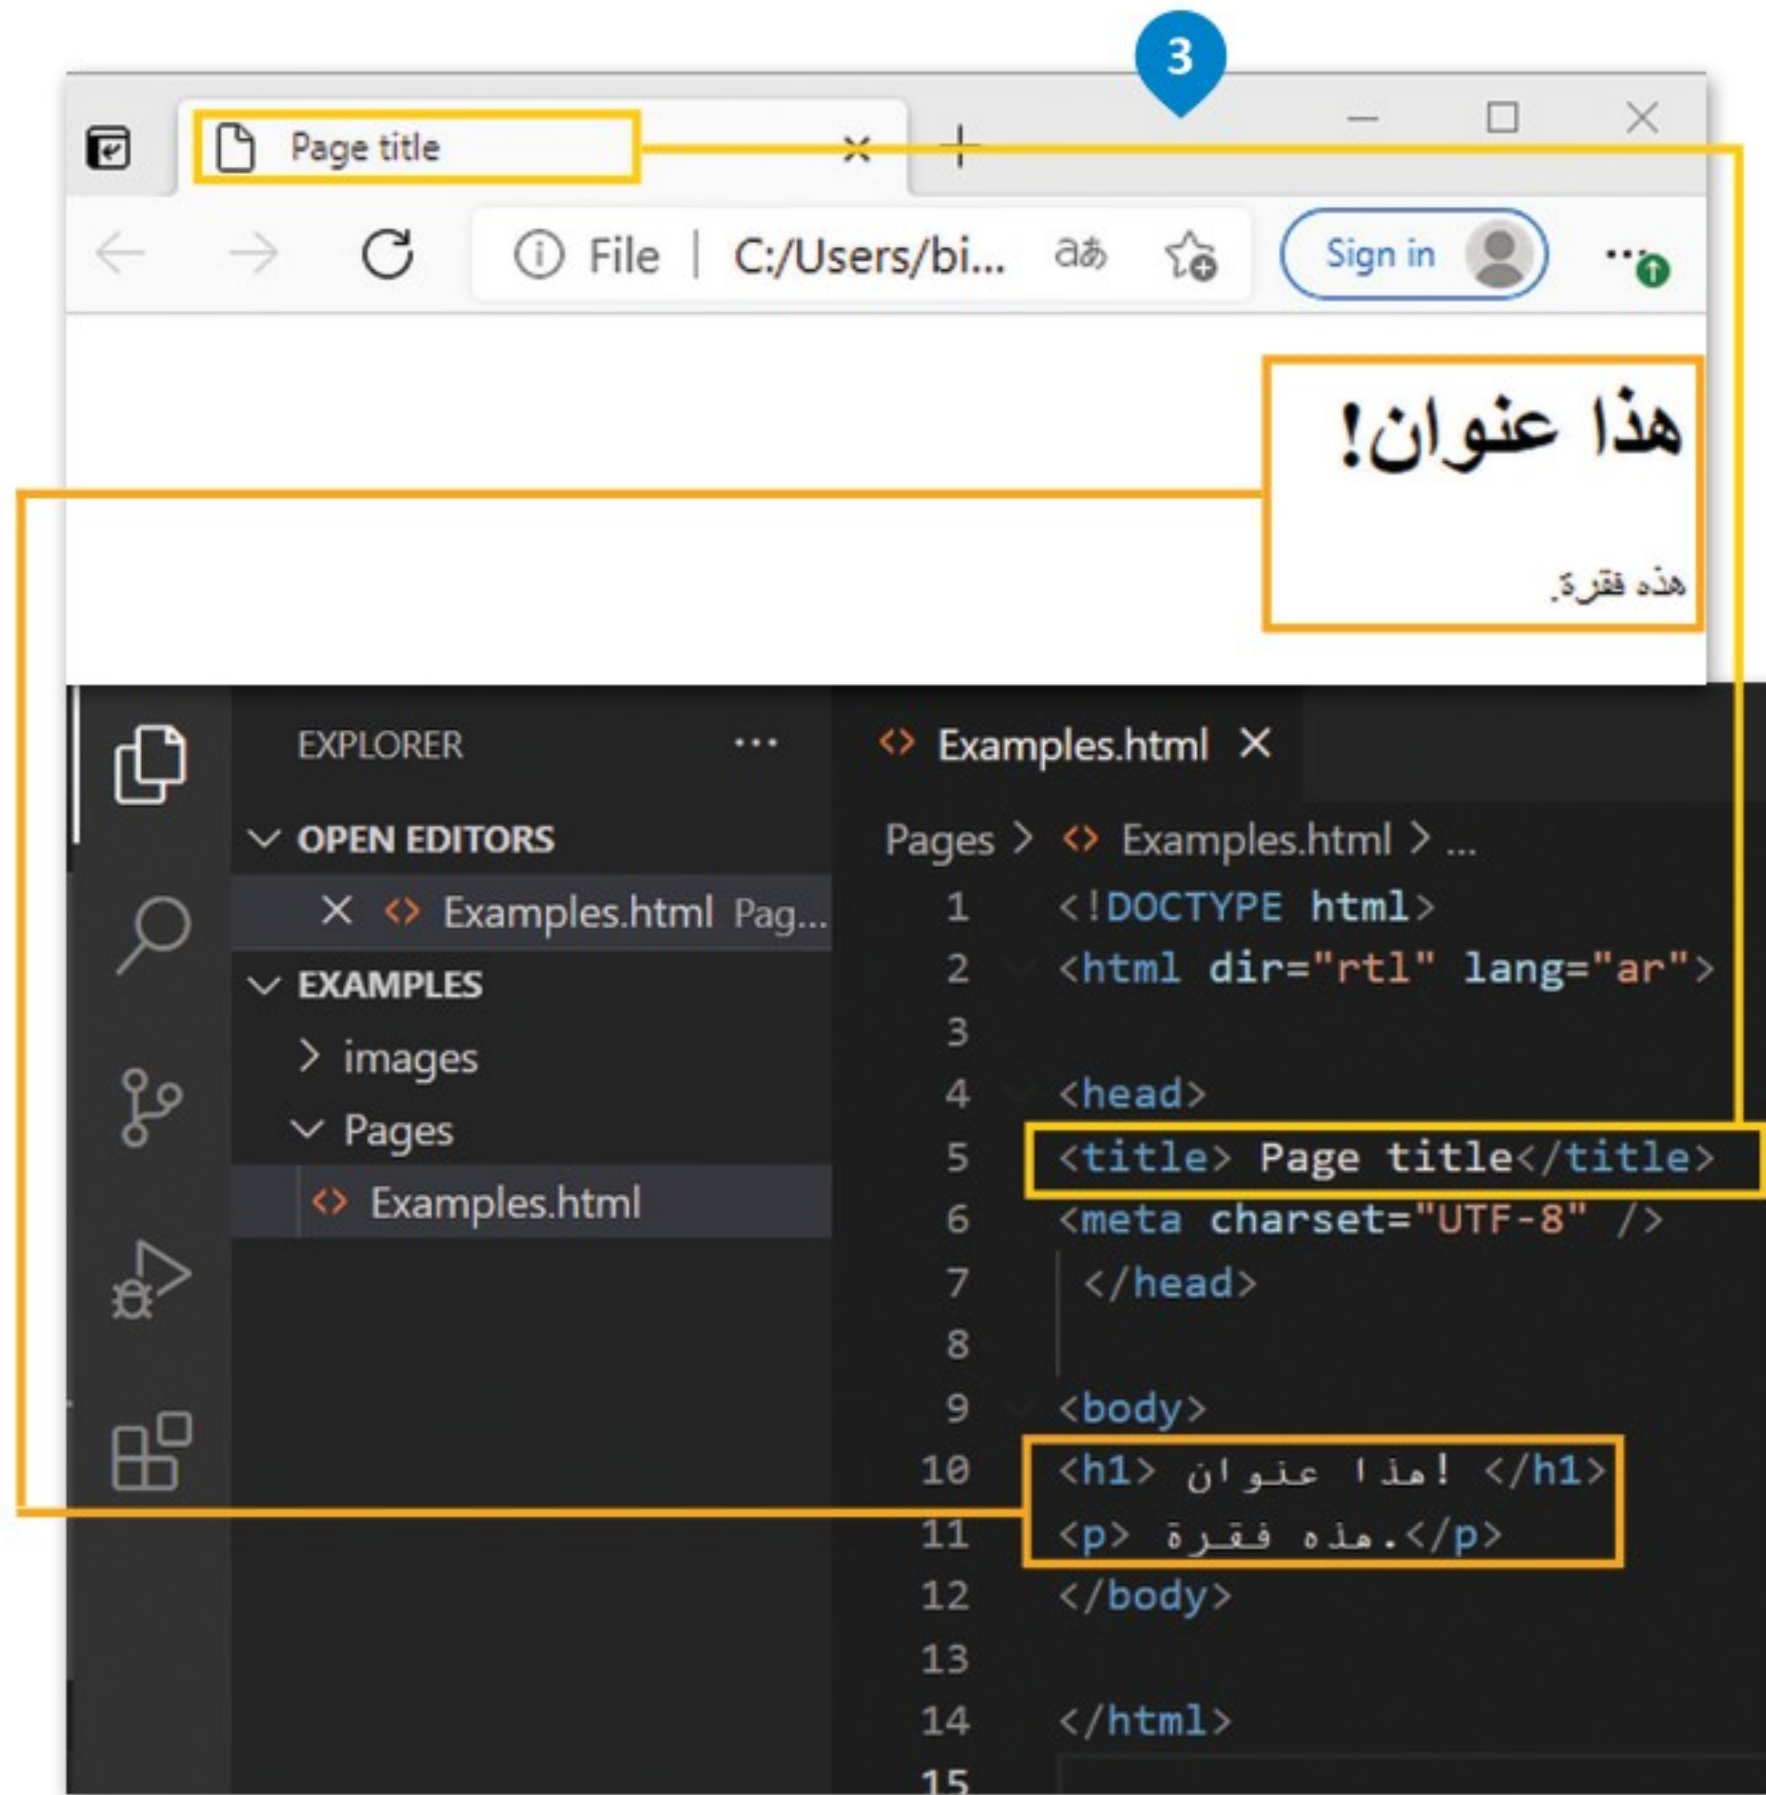 3
Page title
File | C:/Users/bi... aあ Sign in ...
هذا عنوان!
هذه فقرة.
EXPLORER ...
OPEN EDITORS
Examples.html Pag...
EXAMPLES
images
Pages
Examples.html
Examples.html
Pages > Examples.html > ...
1 <!DOCTYPE html>
2 <html dir="rtl" lang="ar">
3
4 <head>
5 <title> Page title</title>
6 <meta charset="UTF-8" />
7 </head>
8
9 <body>
10 <h1> هذا عنوان! </h1>
11 <p> هذه فقرة.</p>
12 </body>
13
14 </html>
15